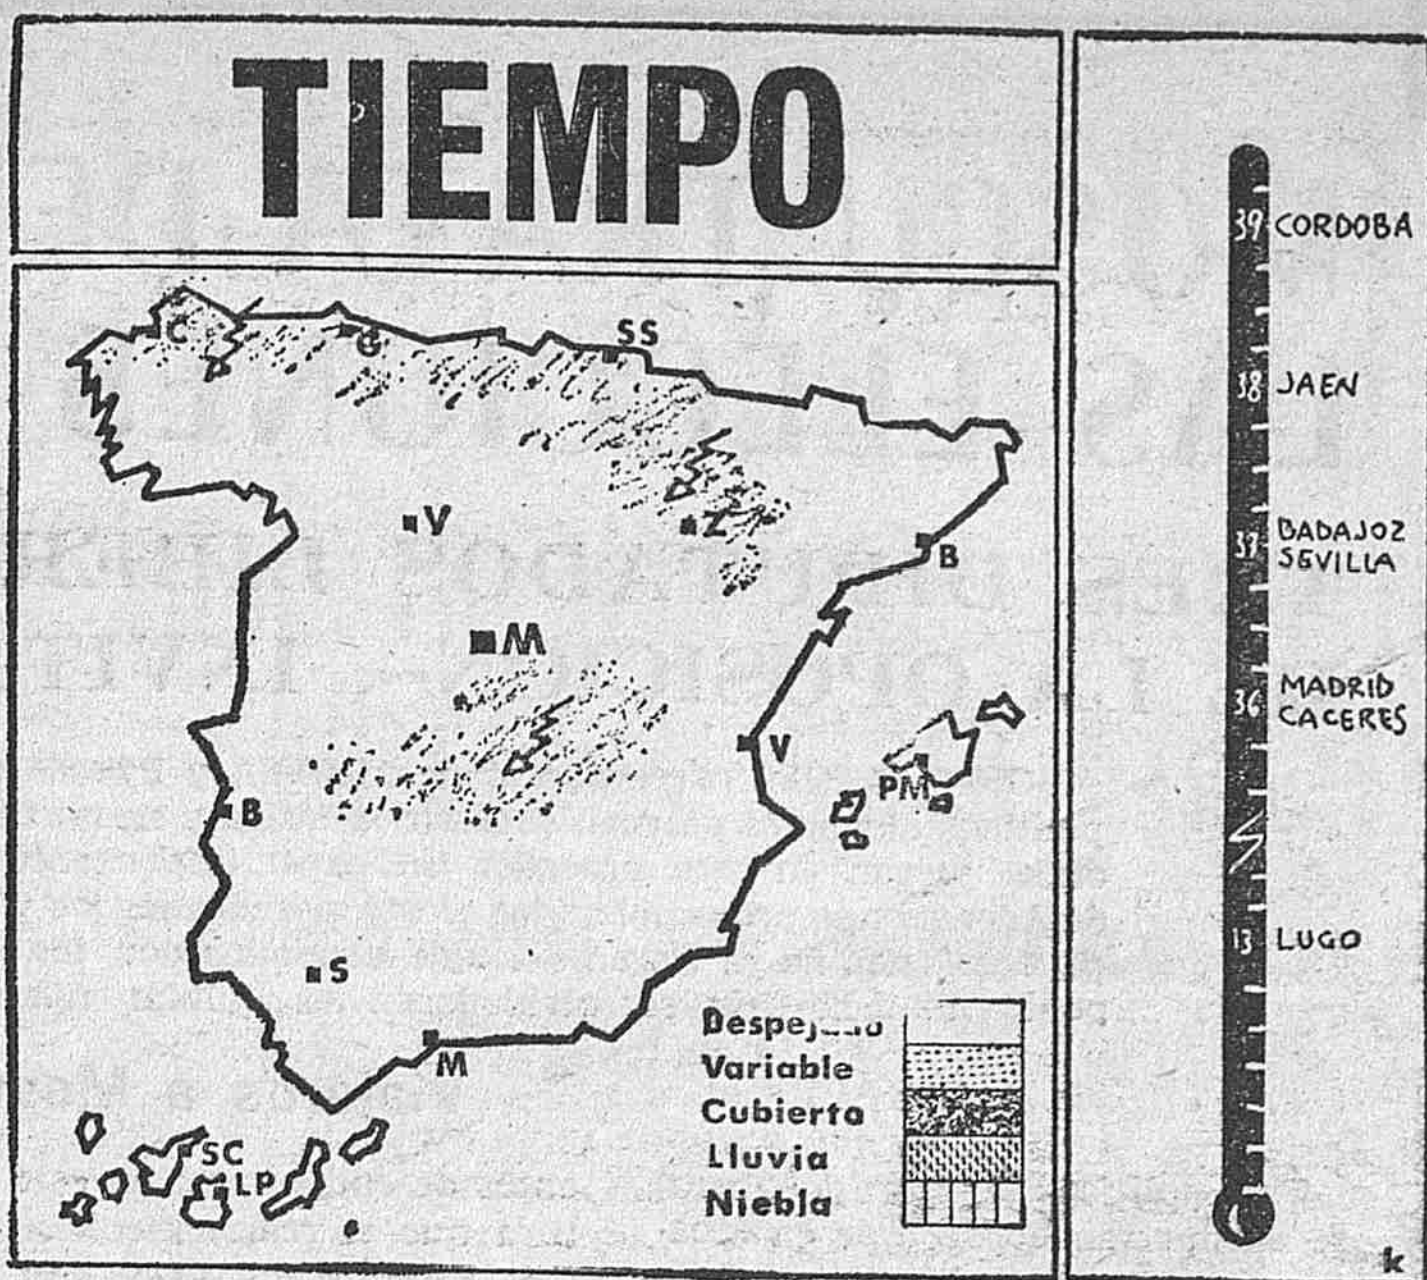 TIEMPO
C
G
SS
V
Z
B
M
V
PM
B
S
M
SC
LP
Variable
Cubierto
Lluvia
Niebla
39 CORDOBA
38 JAEN
37 BADAJOZ
SEVILLA
36 MADRID
CACERES
13 LUGO
k